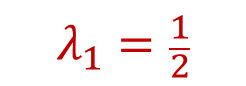 λ₁ = 1/2